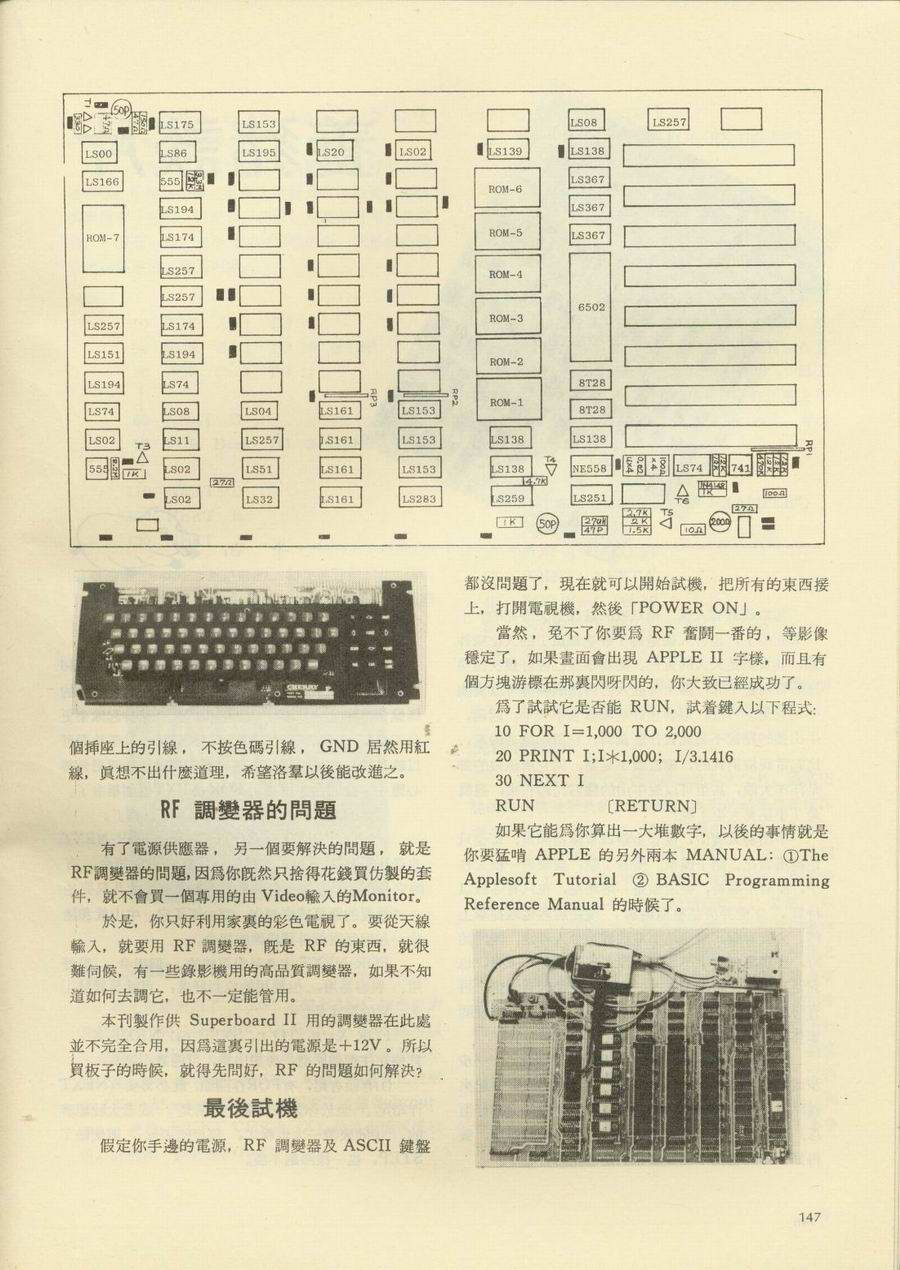 T1
50P
LS175
LS153
LS08
LS257
LS00
LS86
LS195
LS20
LS02
LS139
LS138
LS166
555
LS367
ROM-6
LS194
LS367
ROM-7
LS174
ROM-5
LS367
LS257
ROM-4
6502
LS257
LS257
LS174
ROM-3
LS151
LS194
ROM-2
LS194
LS74
RP3
RP2
ROM-1
8T28
LS74
LS08
LS04
LS161
LS153
8T28
LS02
LS11
LS257
LS161
LS153
LS138
LS138
RP1
T3
555
1K
LS02
LS51
LS161
LS153
LS138
T4
NE558
LS74
741
27Ω
4.7K
LS02
LS32
LS161
LS283
LS259
LS251
T6
1N4148
1K
100Ω
1K
50P
47P
2.7K
2K
1.5K
T5
10Ω
200Ω
27Ω
CHERRY
個揷座上的引線，不按色碼引線，GND 居然用紅
線，眞想不出什麼道理，希望洛羣以後能改進之。
RF 調變器的問題
有了電源供應器，另一個要解決的問題，就是
RF調變器的問題，因爲你旣然只捨得花錢買仿製的套
件，就不會買一個專用的由 Video輸入的Monitor。
於是，你只好利用家裏的彩色電視了。要從天線
輸入，就要用 RF 調變器，旣是 RF 的東西，就很
難伺候，有一些錄影機用的高品質調變器，如果不知
道如何去調它，也不一定能管用。
本刊製作供 Superboard II 用的調變器在此處
並不完全合用，因爲這裏引出的電源是＋12V。所以
買板子的時候，就得先問好，RF 的問題如何解決？
最後試機
假定你手邊的電源，RF 調變器及 ASCII 鍵盤
都沒問題了，現在就可以開始試機，把所有的東西接
上，打開電視機，然後「POWER ON」。
當然，免不了你要爲 RF 奮鬪一番的，等影像
穩定了，如果畫面會出現 APPLE II 字樣，而且有
個方塊游標在那裏閃呀閃的，你大致已經成功了。
爲了試試它是否能 RUN，試着鍵入以下程式：
10 FOR I=1,000 TO 2,000
20 PRINT I;I＊1,000; I/3.1416
30 NEXT I
RUN 〔RETURN〕
如果它能爲你算出一大堆數字，以後的事情就是
你要猛啃 APPLE 的另外兩本 MANUAL：①The
Applesoft Tutorial ② BASIC Programming
Reference Manual 的時候了。
147